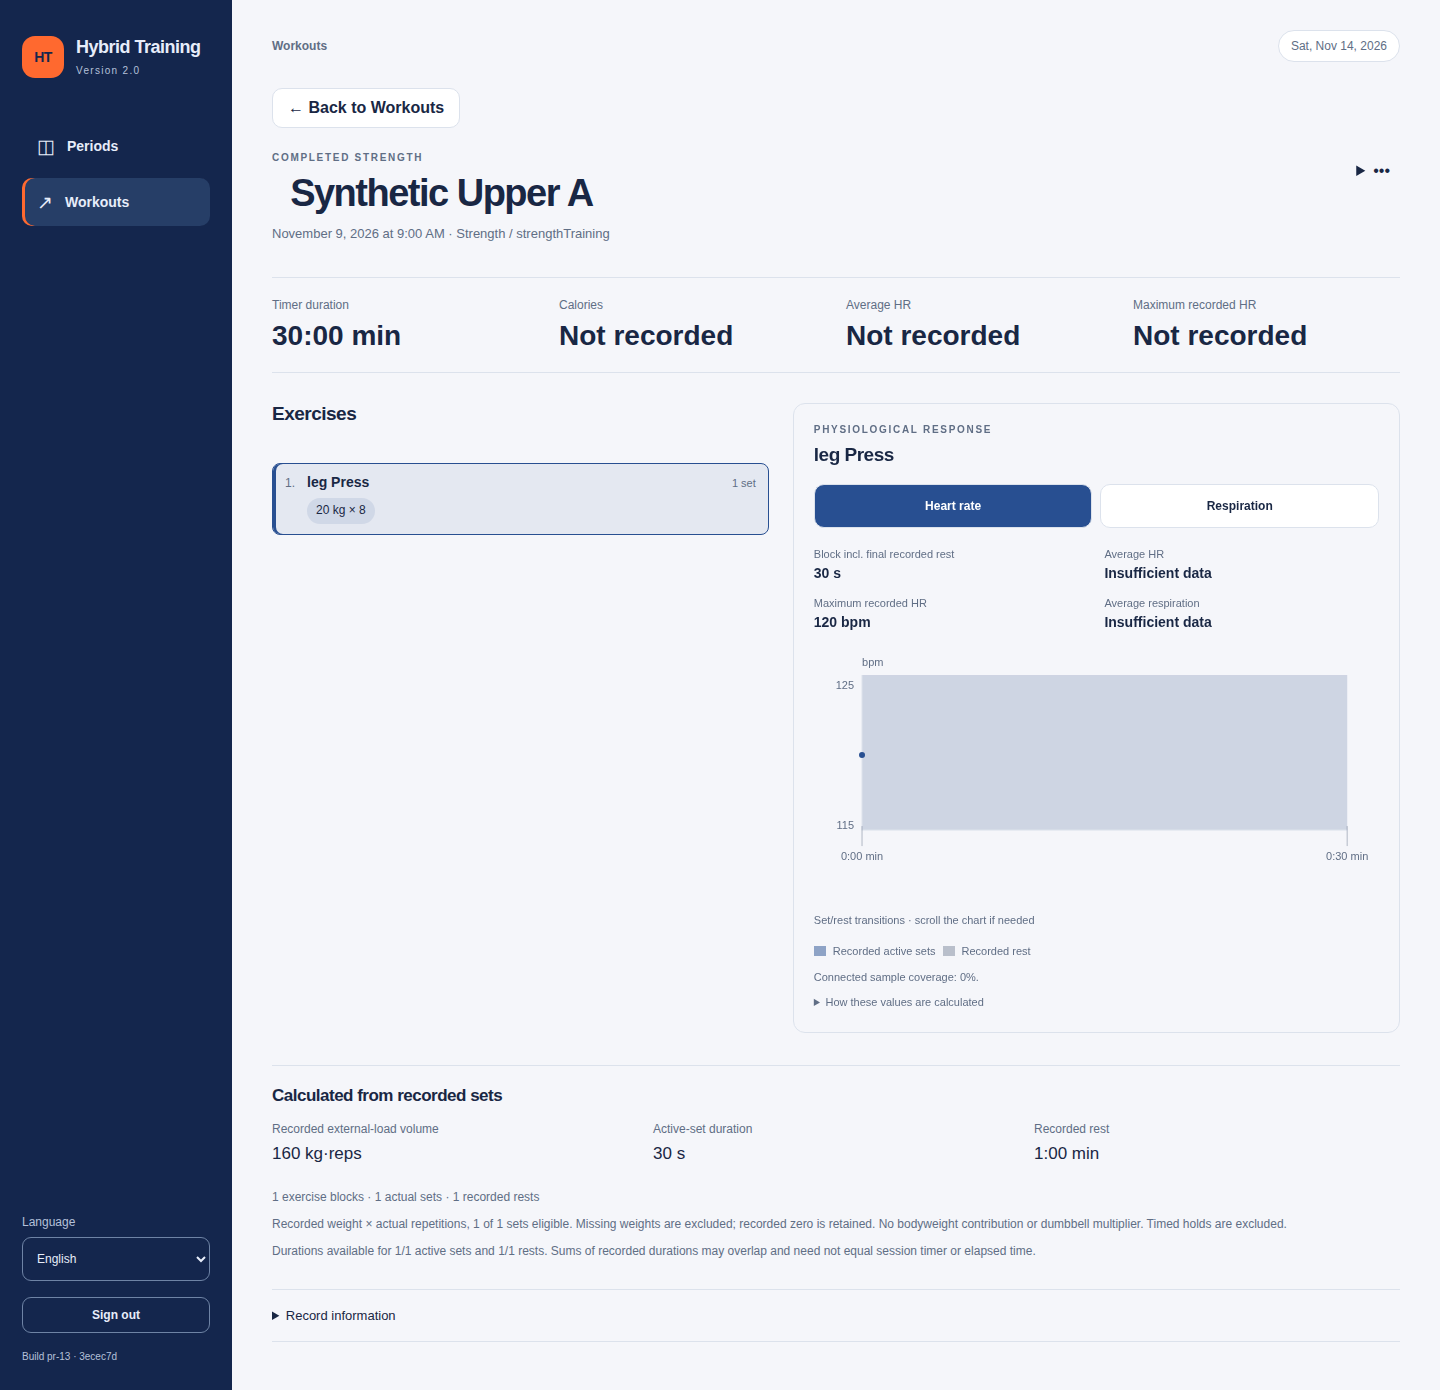 HT
Hybrid Training
Version 2.0
Periods
Workouts
Language
English
Sign out
Build pr-13 · 3ecec7d
Workouts
Sat, Nov 14, 2026
← Back to Workouts
COMPLETED STRENGTH
Synthetic Upper A
•••
November 9, 2026 at 9:00 AM · Strength / strengthTraining
Timer duration
30:00 min
Calories
Not recorded
Average HR
Not recorded
Maximum recorded HR
Not recorded
Exercises
1. leg Press 1 set
20 kg × 8
PHYSIOLOGICAL RESPONSE
leg Press
Heart rate
Respiration
Block incl. final recorded rest
30 s
Average HR
Insufficient data
Maximum recorded HR
120 bpm
Average respiration
Insufficient data
bpm
125
115
0:00 min 0:30 min
Set/rest transitions · scroll the chart if needed
Recorded active sets Recorded rest
Connected sample coverage: 0%.
How these values are calculated
Calculated from recorded sets
Recorded external-load volume
160 kg·reps
Active-set duration
30 s
Recorded rest
1:00 min
1 exercise blocks · 1 actual sets · 1 recorded rests
Recorded weight × actual repetitions, 1 of 1 sets eligible. Missing weights are excluded; recorded zero is retained. No bodyweight contribution or dumbbell multiplier. Timed holds are excluded.
Durations available for 1/1 active sets and 1/1 rests. Sums of recorded durations may overlap and need not equal session timer or elapsed time.
Record information